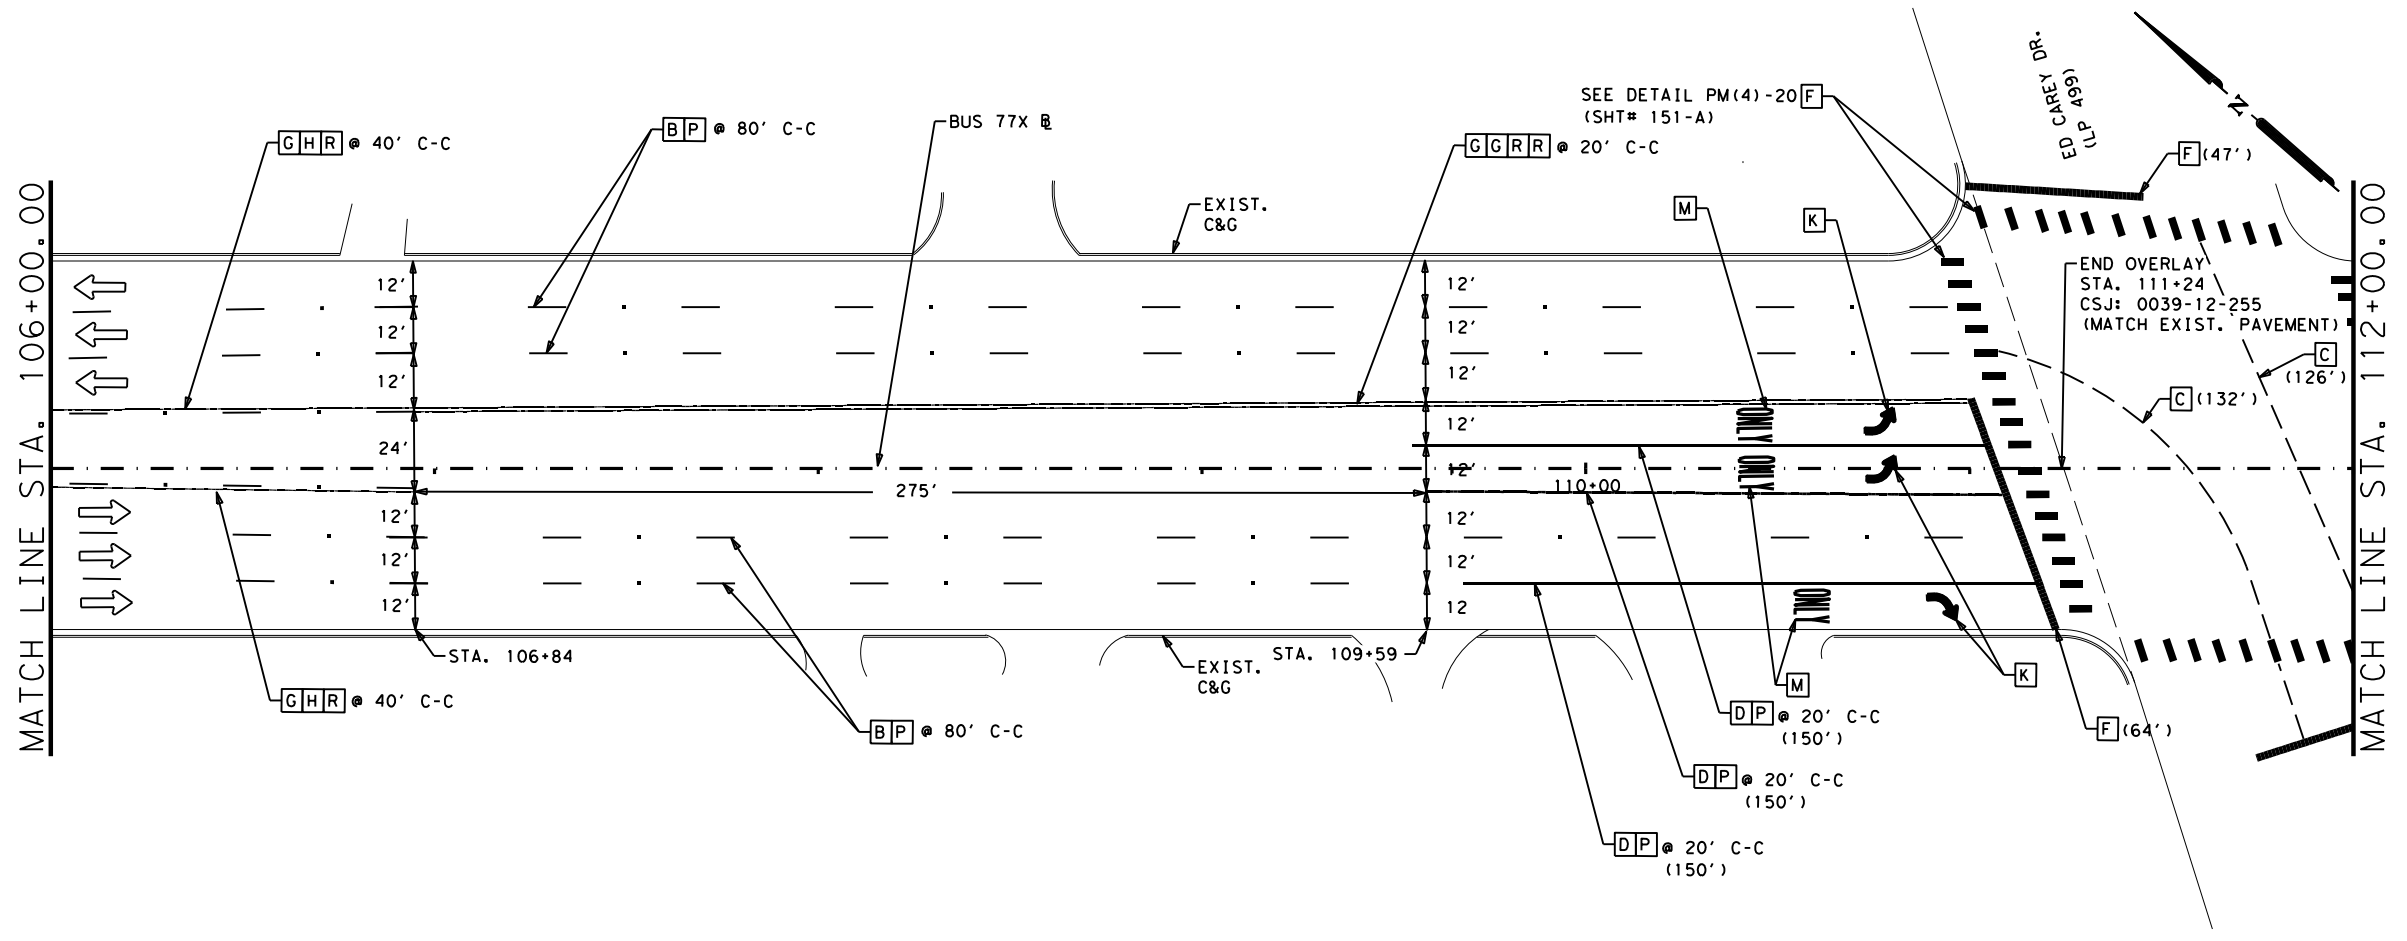 MATCH LINE STA. 106+00.00
GHR @ 40' C-C
BP @ 80' C-C
BUS 77X ℄
EXIST.
C&G
SEE DETAIL PM(4)-20 F
(SHT# 151-A)
GGRR @ 20' C-C
M
K
ED CAREY DR.
(LP 499)
N
F (47')
END OVERLAY
STA. 111+24
CSJ: 0039-12-255
(MATCH EXIST. PAVEMENT)
C
(126')
C (132')
12'
12'
12'
24'
12'
12'
12'
275'
12'
12'
12'
12'
12'
12'
12'
12
110+00
ONLY
ONLY
ONLY
STA. 106+84
STA. 109+59
EXIST.
C&G
GHR @ 40' C-C
BP @ 80' C-C
M
K
DP @ 20' C-C
(150')
DP @ 20' C-C
(150')
DP @ 20' C-C
(150')
F (64')
MATCH LINE STA. 112+00.00